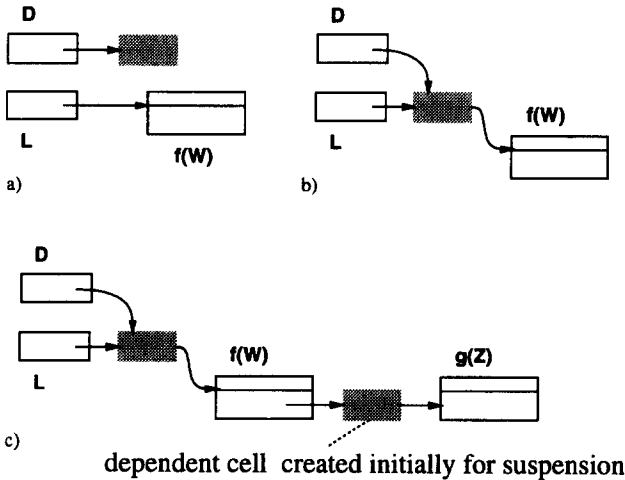 D
L
f(W)
a)
D
L
f(W)
b)
D
L
f(W)
g(Z)
c)
dependent cell created initially for suspension